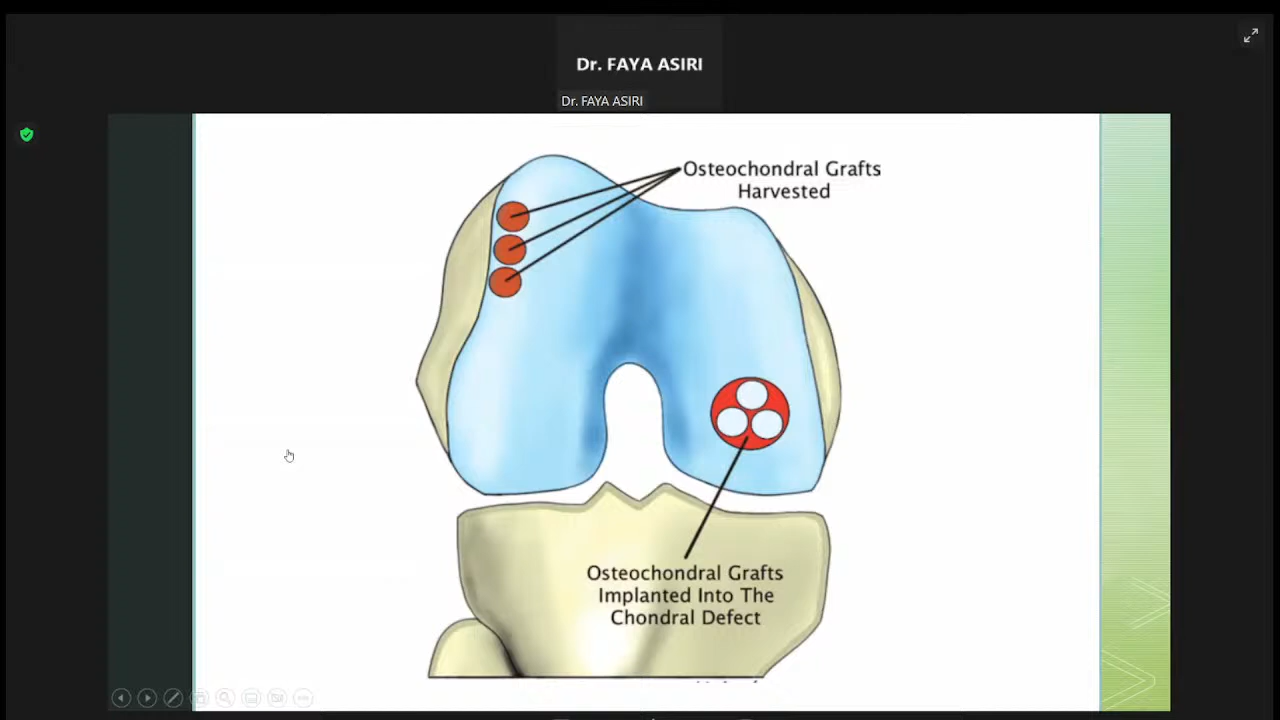 Dr. FAYA ASIRI
Dr. FAYA ASIRI
Osteochondral Grafts
Harvested
Osteochondral Grafts
Implanted Into The
Chondral Defect